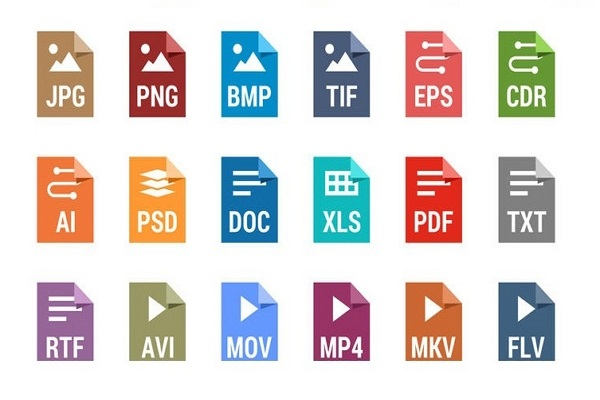 JPG PNG BMP TIF EPS CDR
AI PSD DOC XLS PDF TXT
RTF AVI MOV MP4 MKV FLV